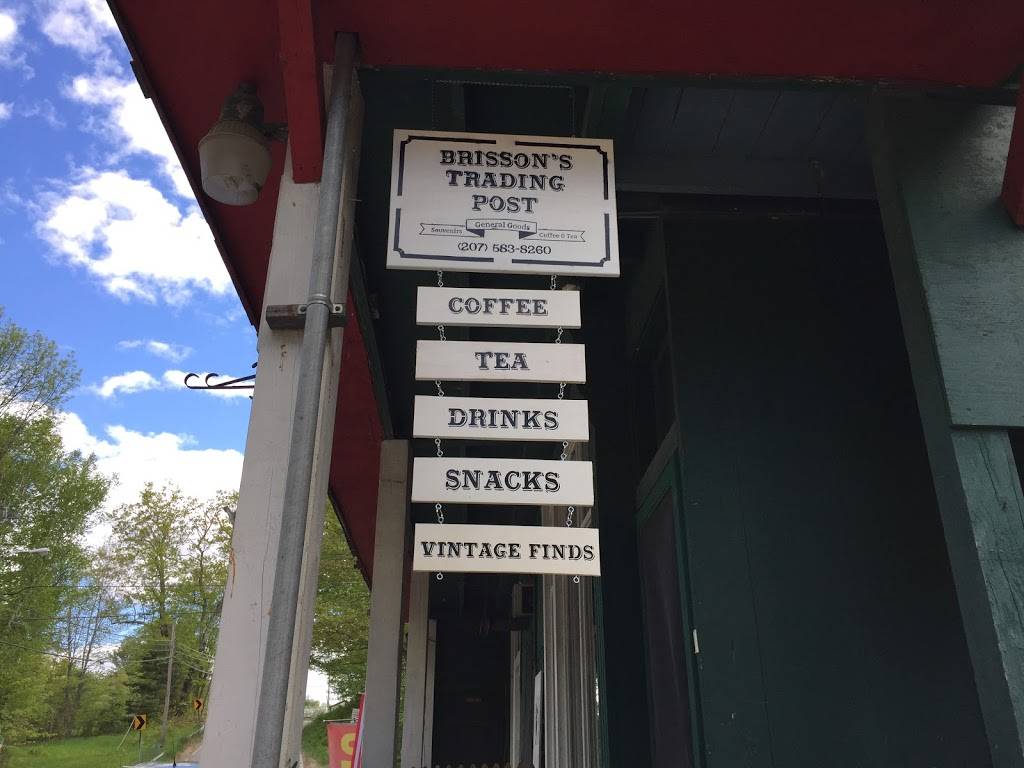 BRISSON'S
TRADING
POST
Souvenirs General Goods Coffee & Tea
(207) 583-8260
COFFEE
TEA
DRINKS
SNACKS
VINTAGE FINDS